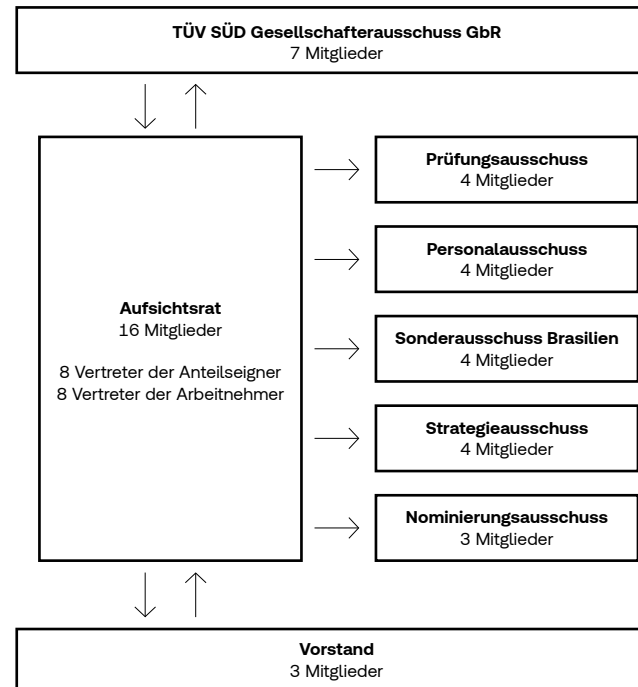 TÜV SÜD Gesellschafterausschuss GbR
7 Mitglieder
Aufsichtsrat
16 Mitglieder
8 Vertreter der Anteilseigner
8 Vertreter der Arbeitnehmer
Prüfungsausschuss
4 Mitglieder
Personalausschuss
4 Mitglieder
Sonderausschuss Brasilien
4 Mitglieder
Strategieausschuss
4 Mitglieder
Nominierungsausschuss
3 Mitglieder
Vorstand
3 Mitglieder